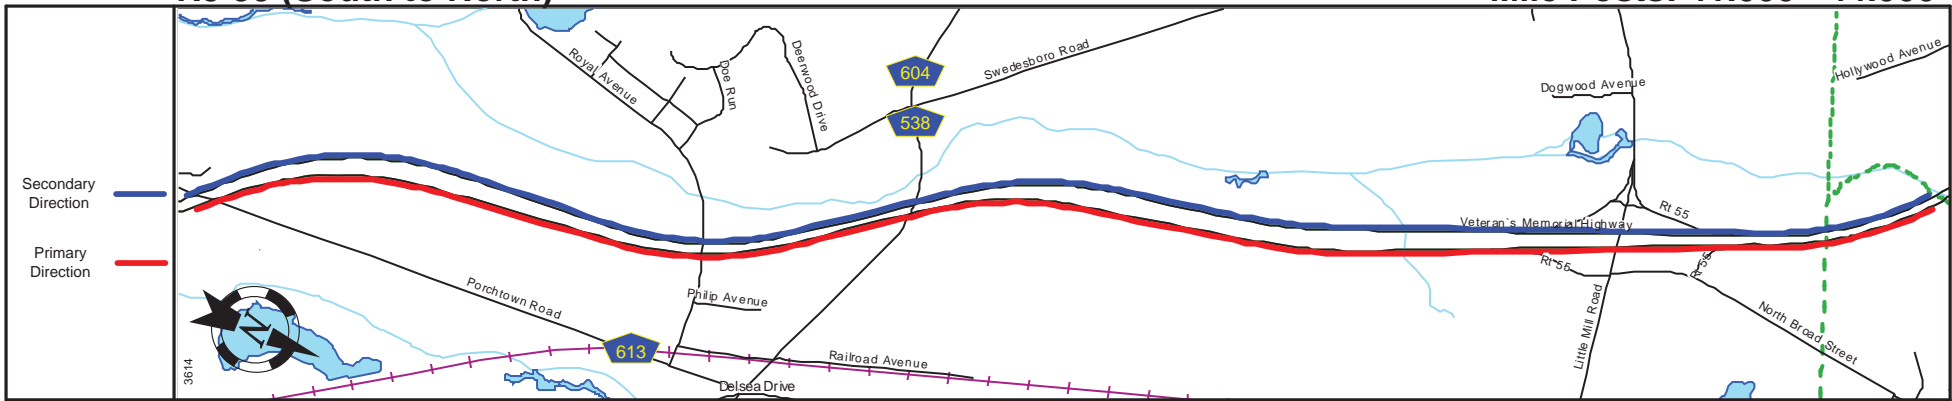 Secondary
Direction
Primary
Direction
3614
N
Royal Avenue
Doe Run
Deerwood Drive
604
538
Swedesboro Road
Dogwood Avenue
Hollywood Avenue
Veteran`s Memorial Highway
Rt 55
Rt 55
Rt 55
Porchtown Road
Philip Avenue
613
Railroad Avenue
Delsea Drive
Little Mill Road
North Broad Street